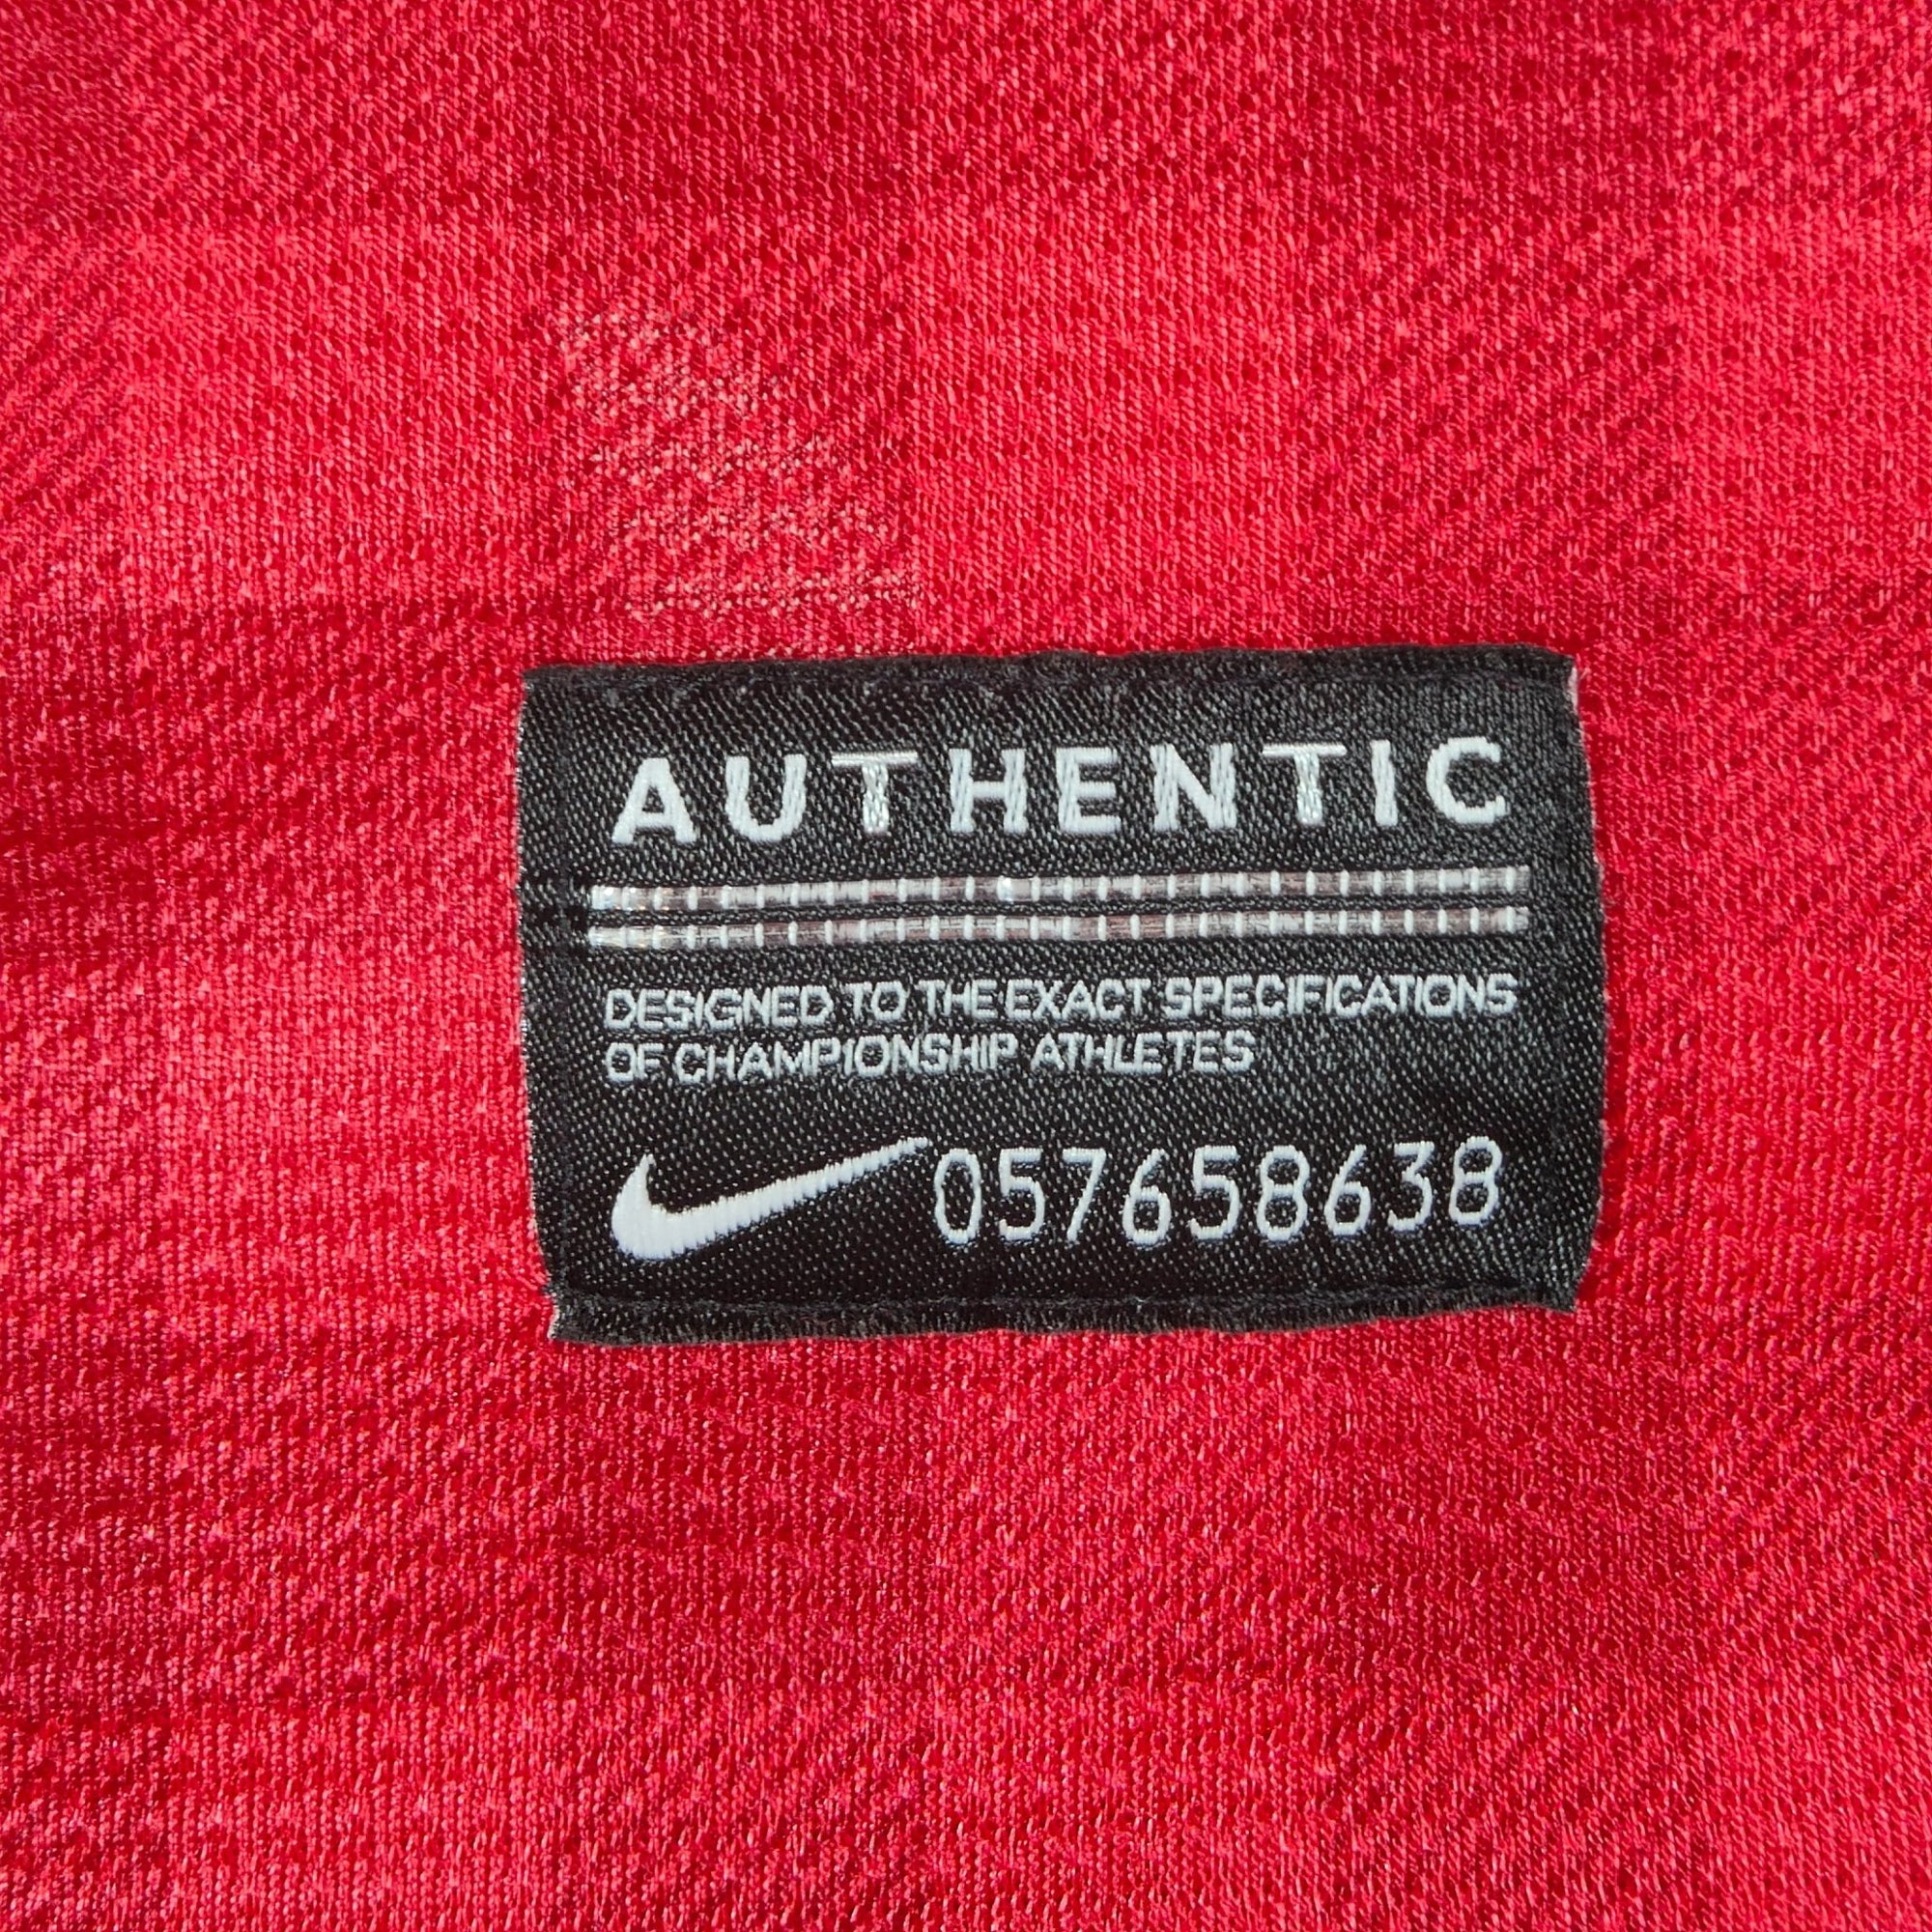 AUTHENTIC
DESIGNED TO THE EXACT SPECIFICATIONS
OF CHAMPIONSHIP ATHLETES
057658638